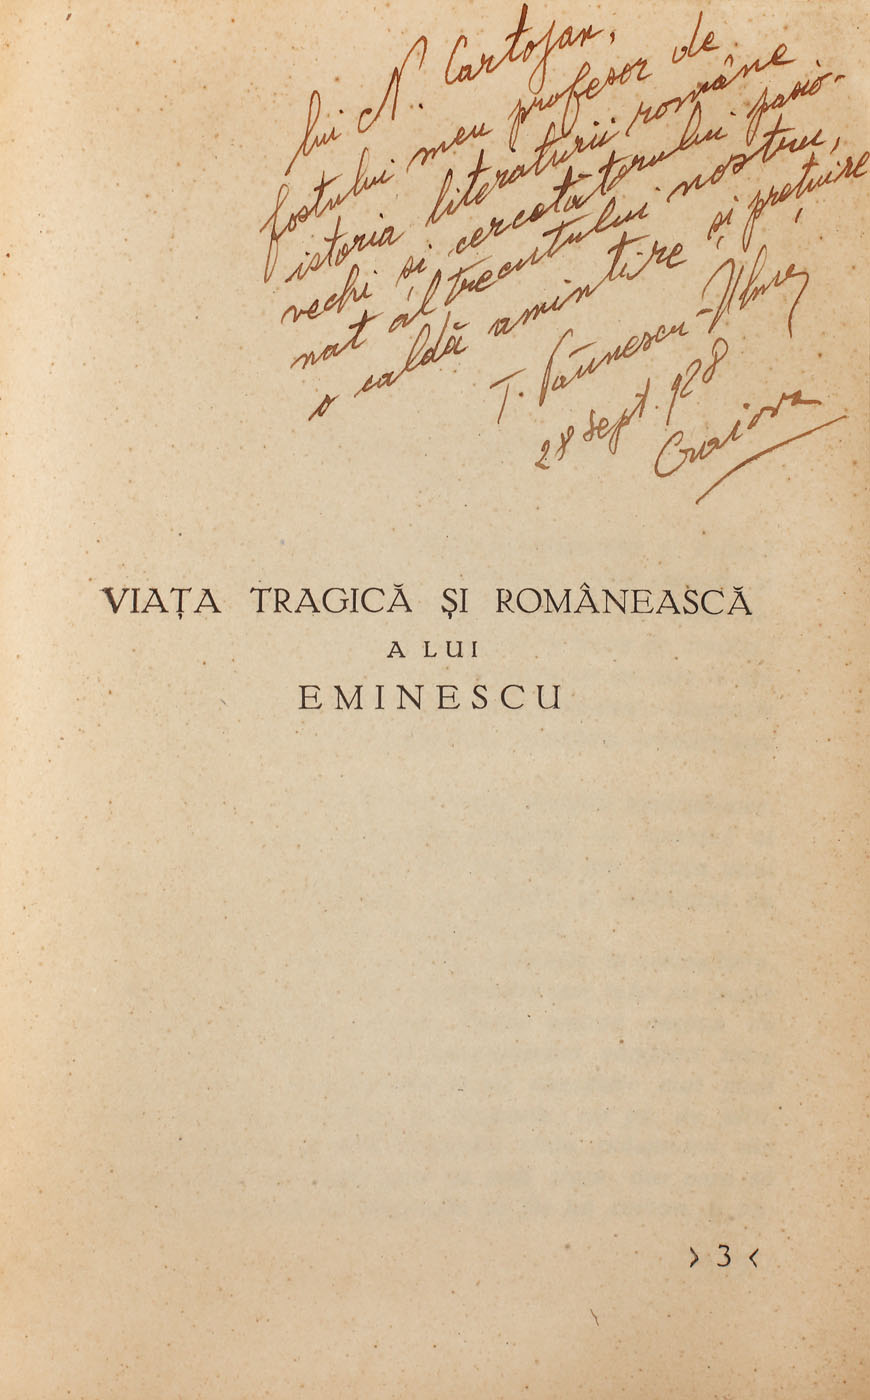 lui N. Cartojan,
fostului meu profesor de
istoria literaturii române
vechi și cercetătorului pasio-
nat al trecutului nostru,
o caldă amintire și prețuire
T. Păunescu-Ulmu
28 sept. 928
Craiova
VIAȚA TRAGICĂ ȘI ROMÂNEASCĂ
A LUI
EMINESCU
> 3 <